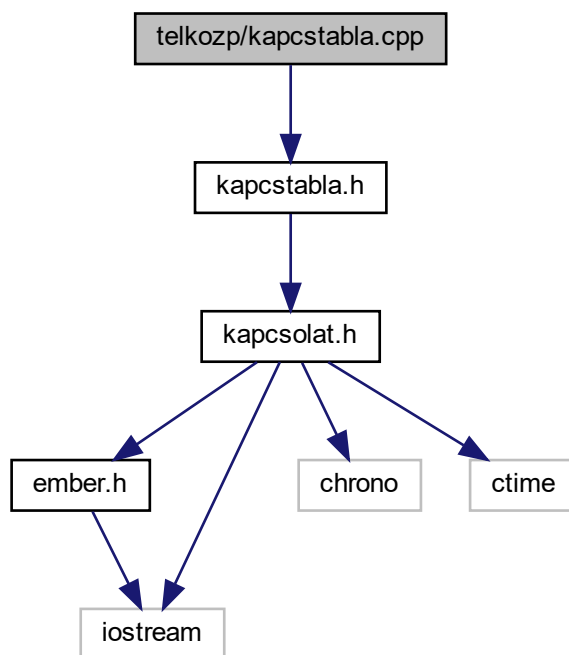 telkozp/kapcstabla.cpp
kapcstabla.h
kapcsolat.h
ember.h
chrono
ctime
iostream